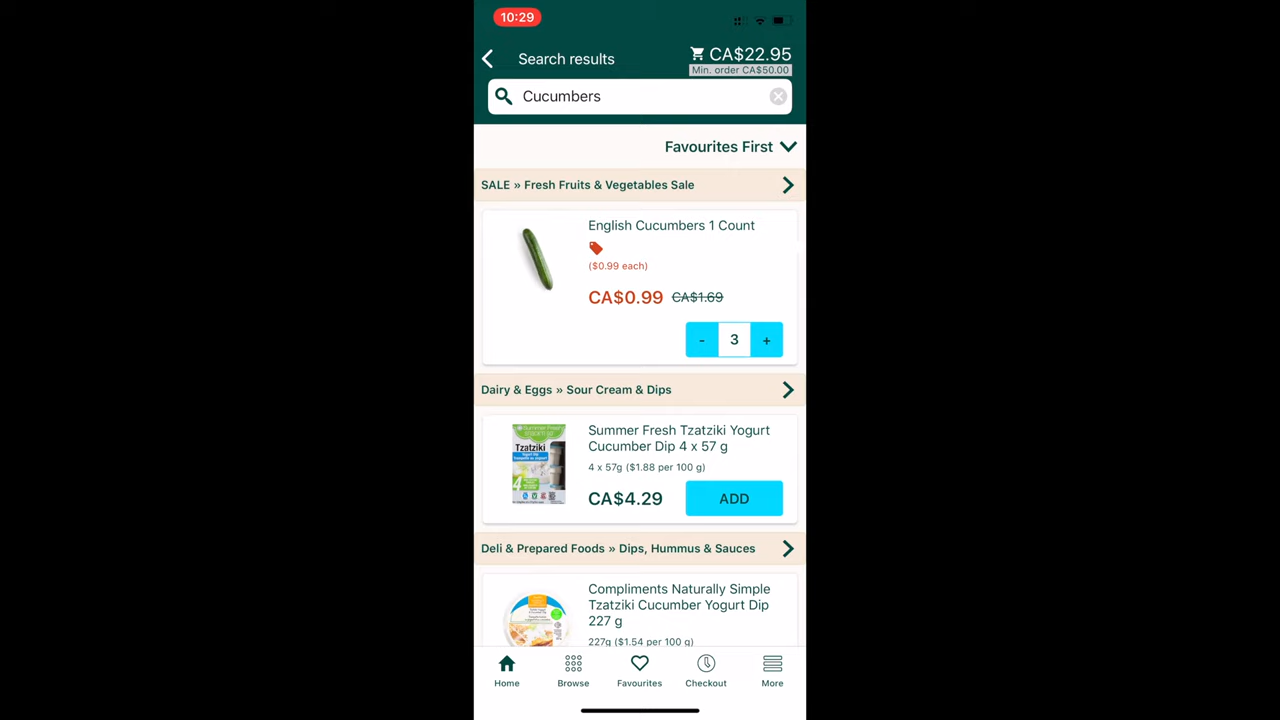 10:29
Search results
CA$22.95
Min. order CA$50.00
Cucumbers
Favourites First
SALE » Fresh Fruits & Vegetables Sale
English Cucumbers 1 Count
($0.99 each)
CA$0.99 CA$1.69
- 3 +
Dairy & Eggs » Sour Cream & Dips
Summer Fresh Tzatziki Yogurt
Cucumber Dip 4 x 57 g
Tzatziki
4 x 57g ($1.88 per 100 g)
CA$4.29
ADD
Deli & Prepared Foods » Dips, Hummus & Sauces
Compliments Naturally Simple
Tzatziki Cucumber Yogurt Dip
227 g
227g ($1.54 per 100 g)
Home
Browse
Favourites
Checkout
More